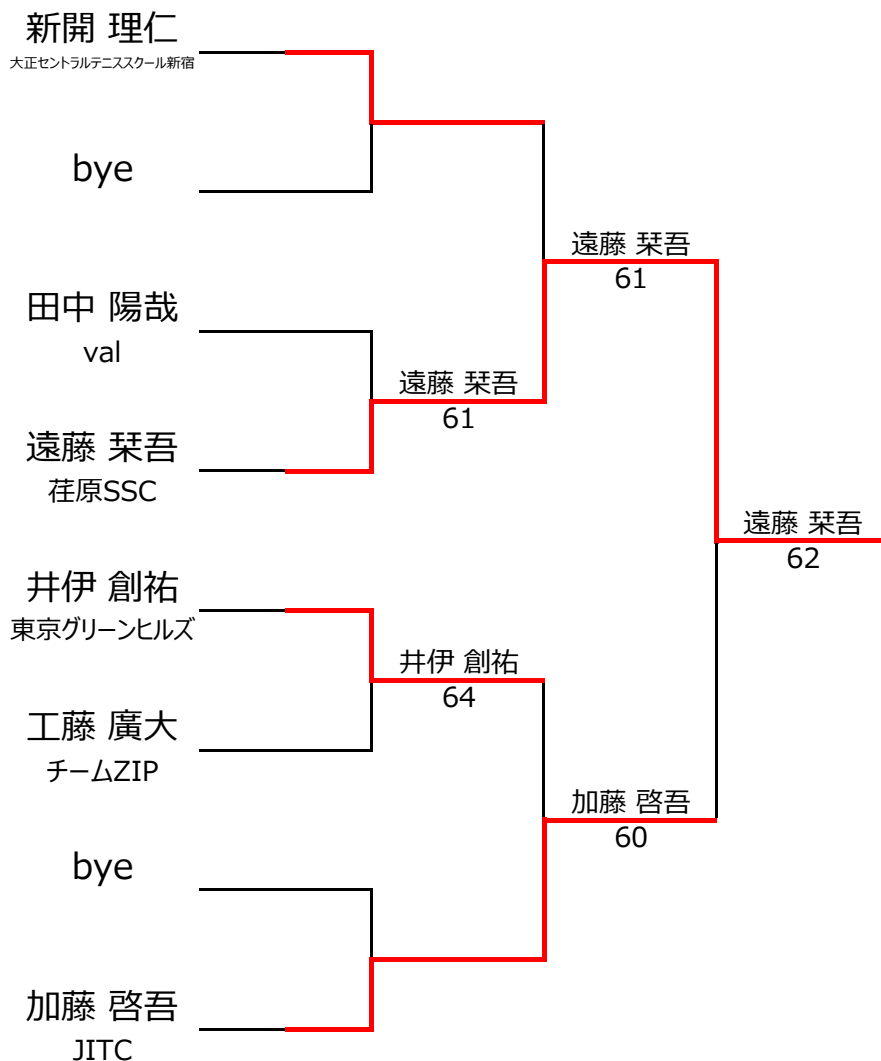 新開 理仁
大正セントラルテニススクール新宿
bye
田中 陽哉
val
遠藤 栞吾
荏原SSC
井伊 創祐
東京グリーンヒルズ
工藤 廣大
チームZIP
bye
加藤 啓吾
JITC
遠藤 栞吾
61
井伊 創祐
64
遠藤 栞吾
61
加藤 啓吾
60
遠藤 栞吾
62